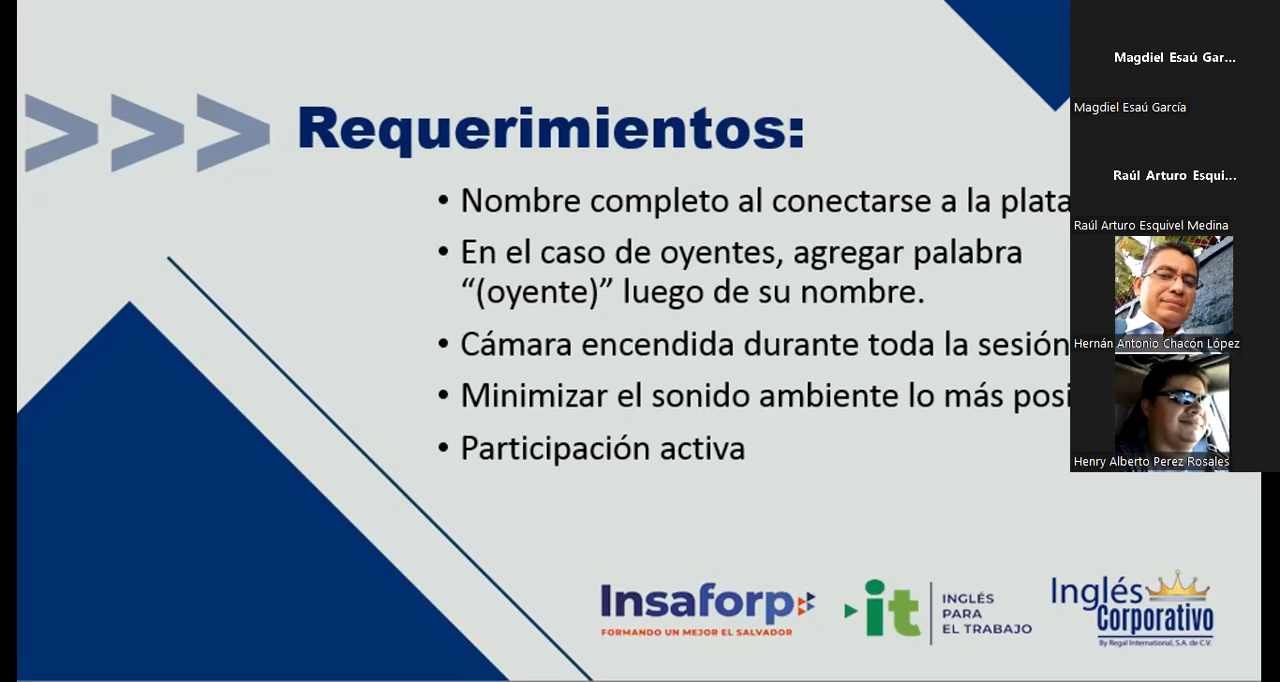 >>> Requerimientos:
• Nombre completo al conectarse a la plata
• En el caso de oyentes, agregar palabra
“(oyente)” luego de su nombre.
• Cámara encendida durante toda la sesión
• Minimizar el sonido ambiente lo más posi
• Participación activa
Magdiel Esaú Gar...
Magdiel Esaú García
Raúl Arturo Esqui...
Raúl Arturo Esquivel Medina
Hernán Antonio Chacón López
Henry Alberto Perez Rosales
Insaforp
FORMANDO UN MEJOR EL SALVADOR
it
INGLÉS
PARA
EL TRABAJO
Inglés
Corporativo
By Regal International, S.A. de C.V.